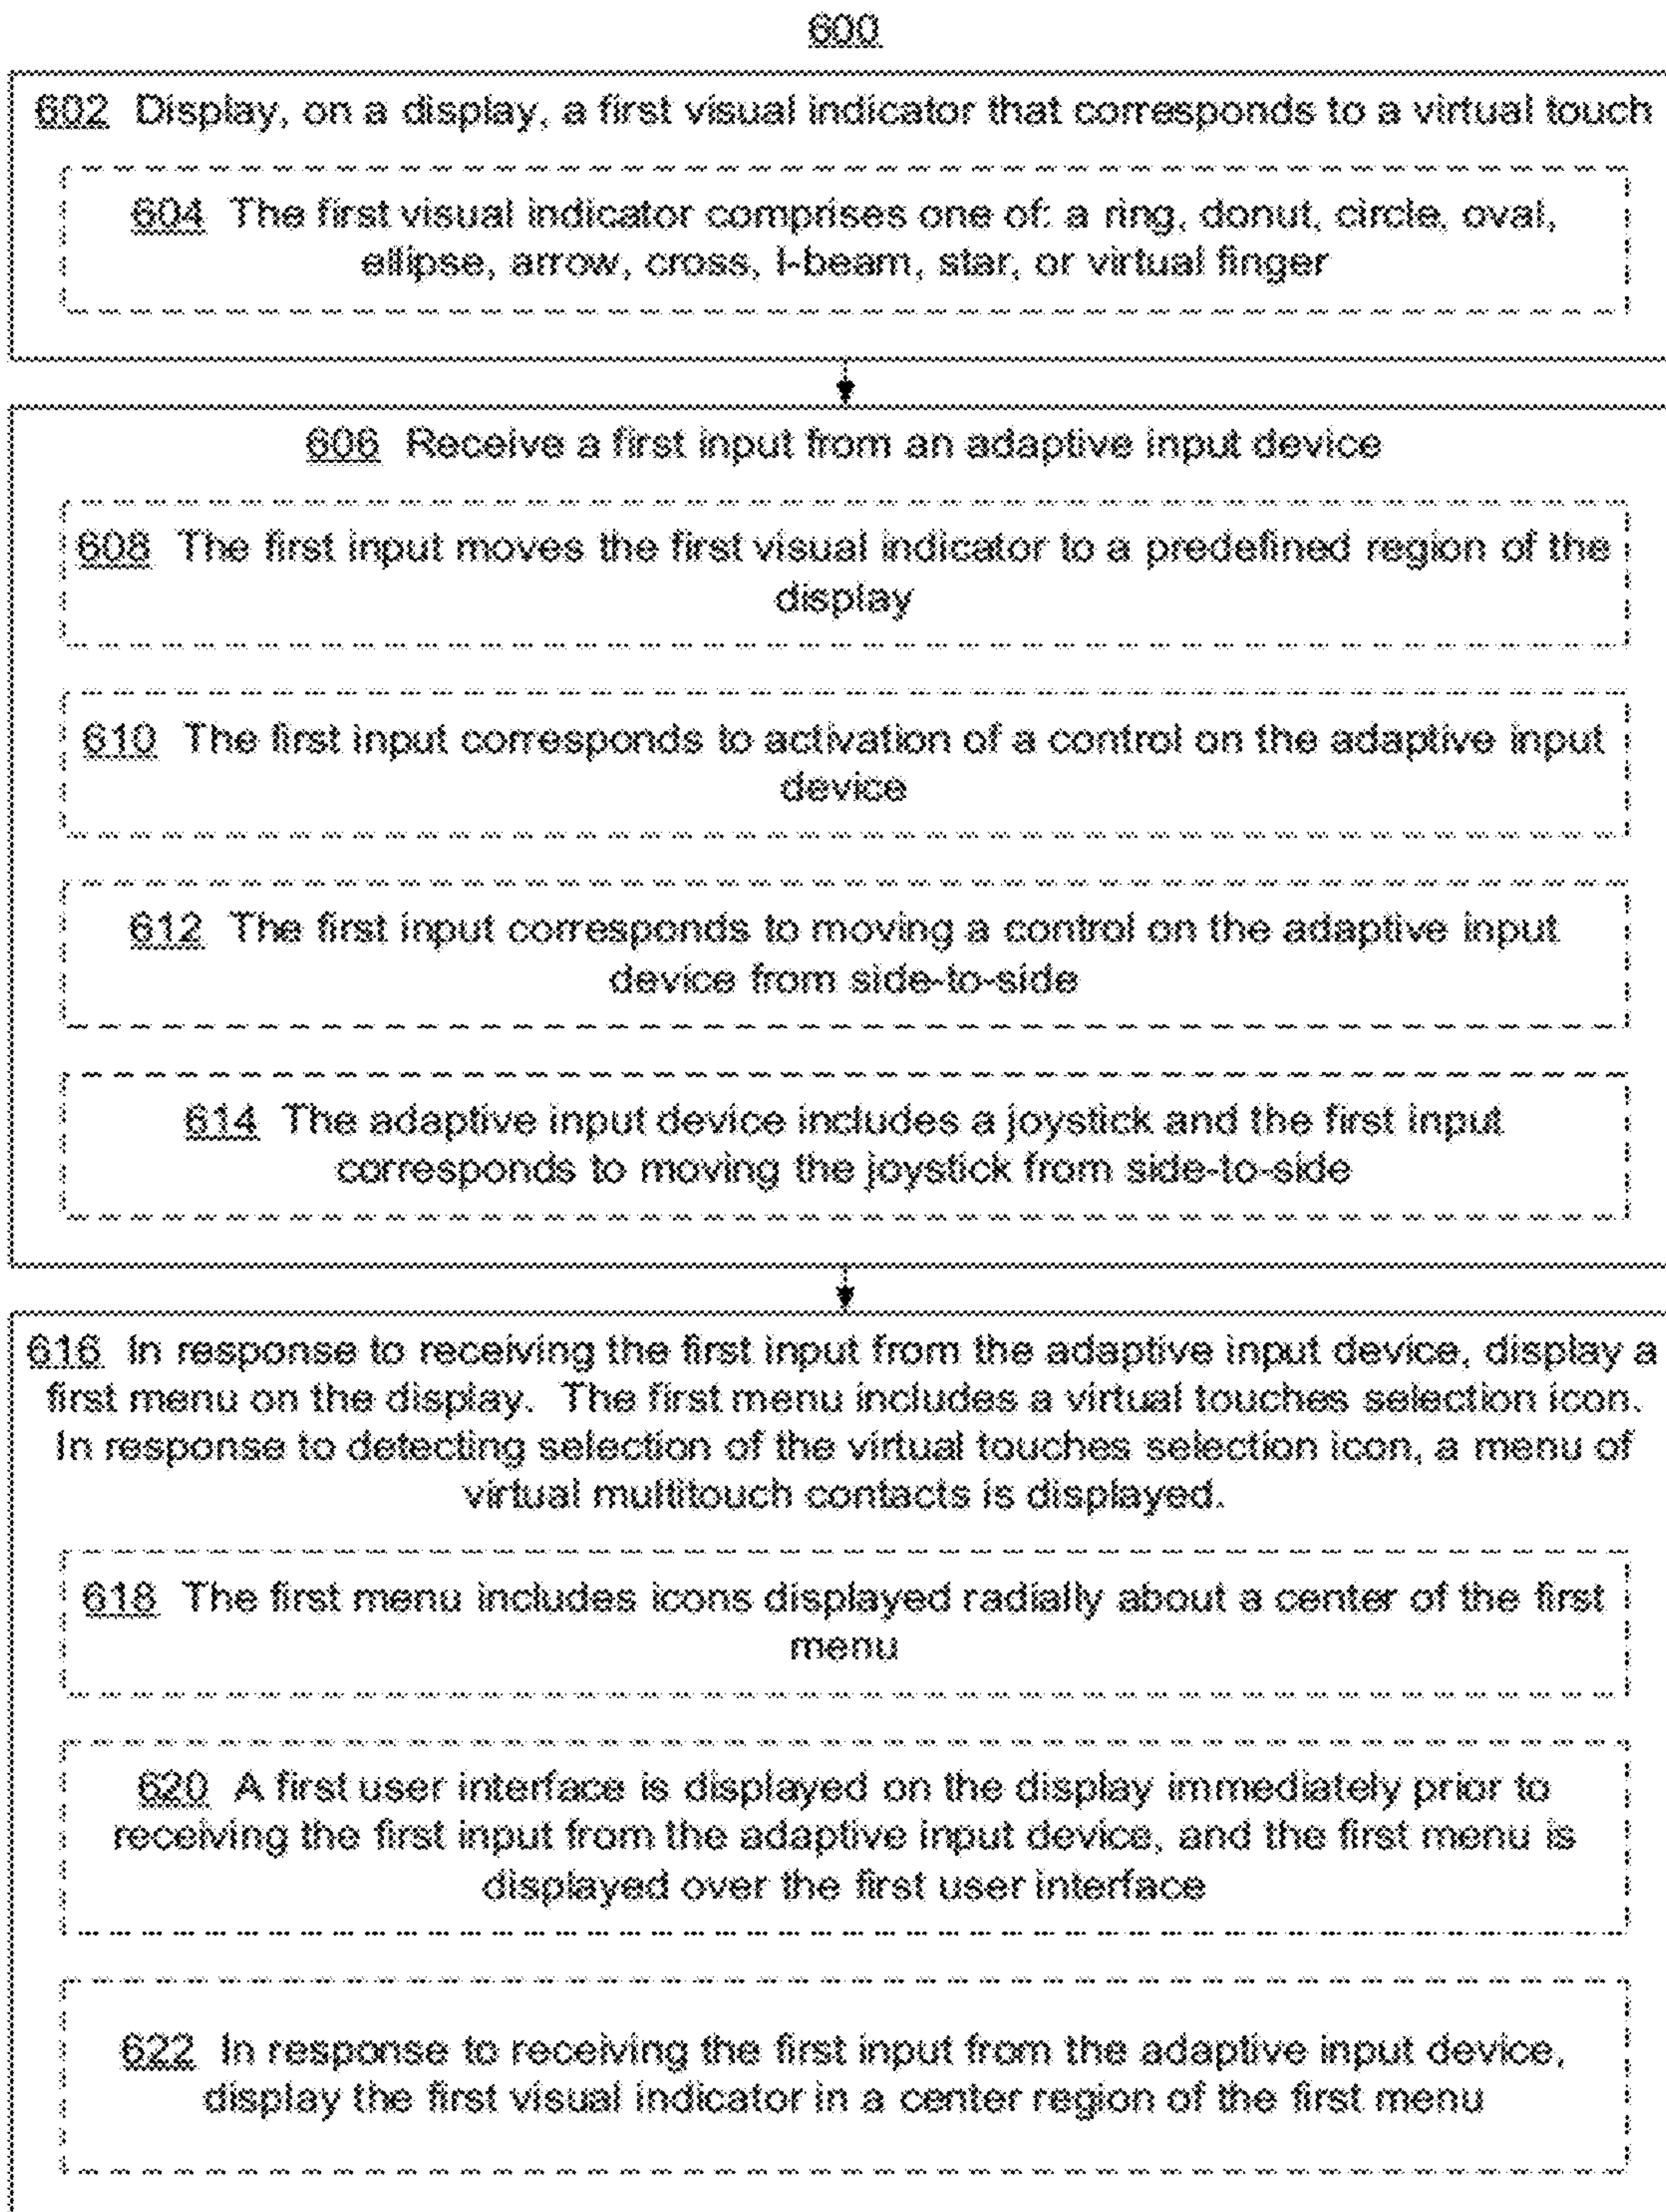 600
602 Display, on a display, a first visual indicator that corresponds to a virtual touch
604 The first visual indicator comprises one of: a ring, donut, circle, oval,
ellipse, arrow, cross, I-beam, star, or virtual finger
606 Receive a first input from an adaptive input device
608 The first input moves the first visual indicator to a predefined region of the
display
610 The first input corresponds to activation of a control on the adaptive input
device
612 The first input corresponds to moving a control on the adaptive input
device from side-to-side
614 The adaptive input device includes a joystick and the first input
corresponds to moving the joystick from side-to-side
616 In response to receiving the first input from the adaptive input device, display a
first menu on the display. The first menu includes a virtual touches selection icon.
In response to detecting selection of the virtual touches selection icon, a menu of
virtual multitouch contacts is displayed.
618 The first menu includes icons displayed radially about a center of the first
menu
620 A first user interface is displayed on the display immediately prior to
receiving the first input from the adaptive input device, and the first menu is
displayed over the first user interface
622 In response to receiving the first input from the adaptive input device,
display the first visual indicator in a center region of the first menu